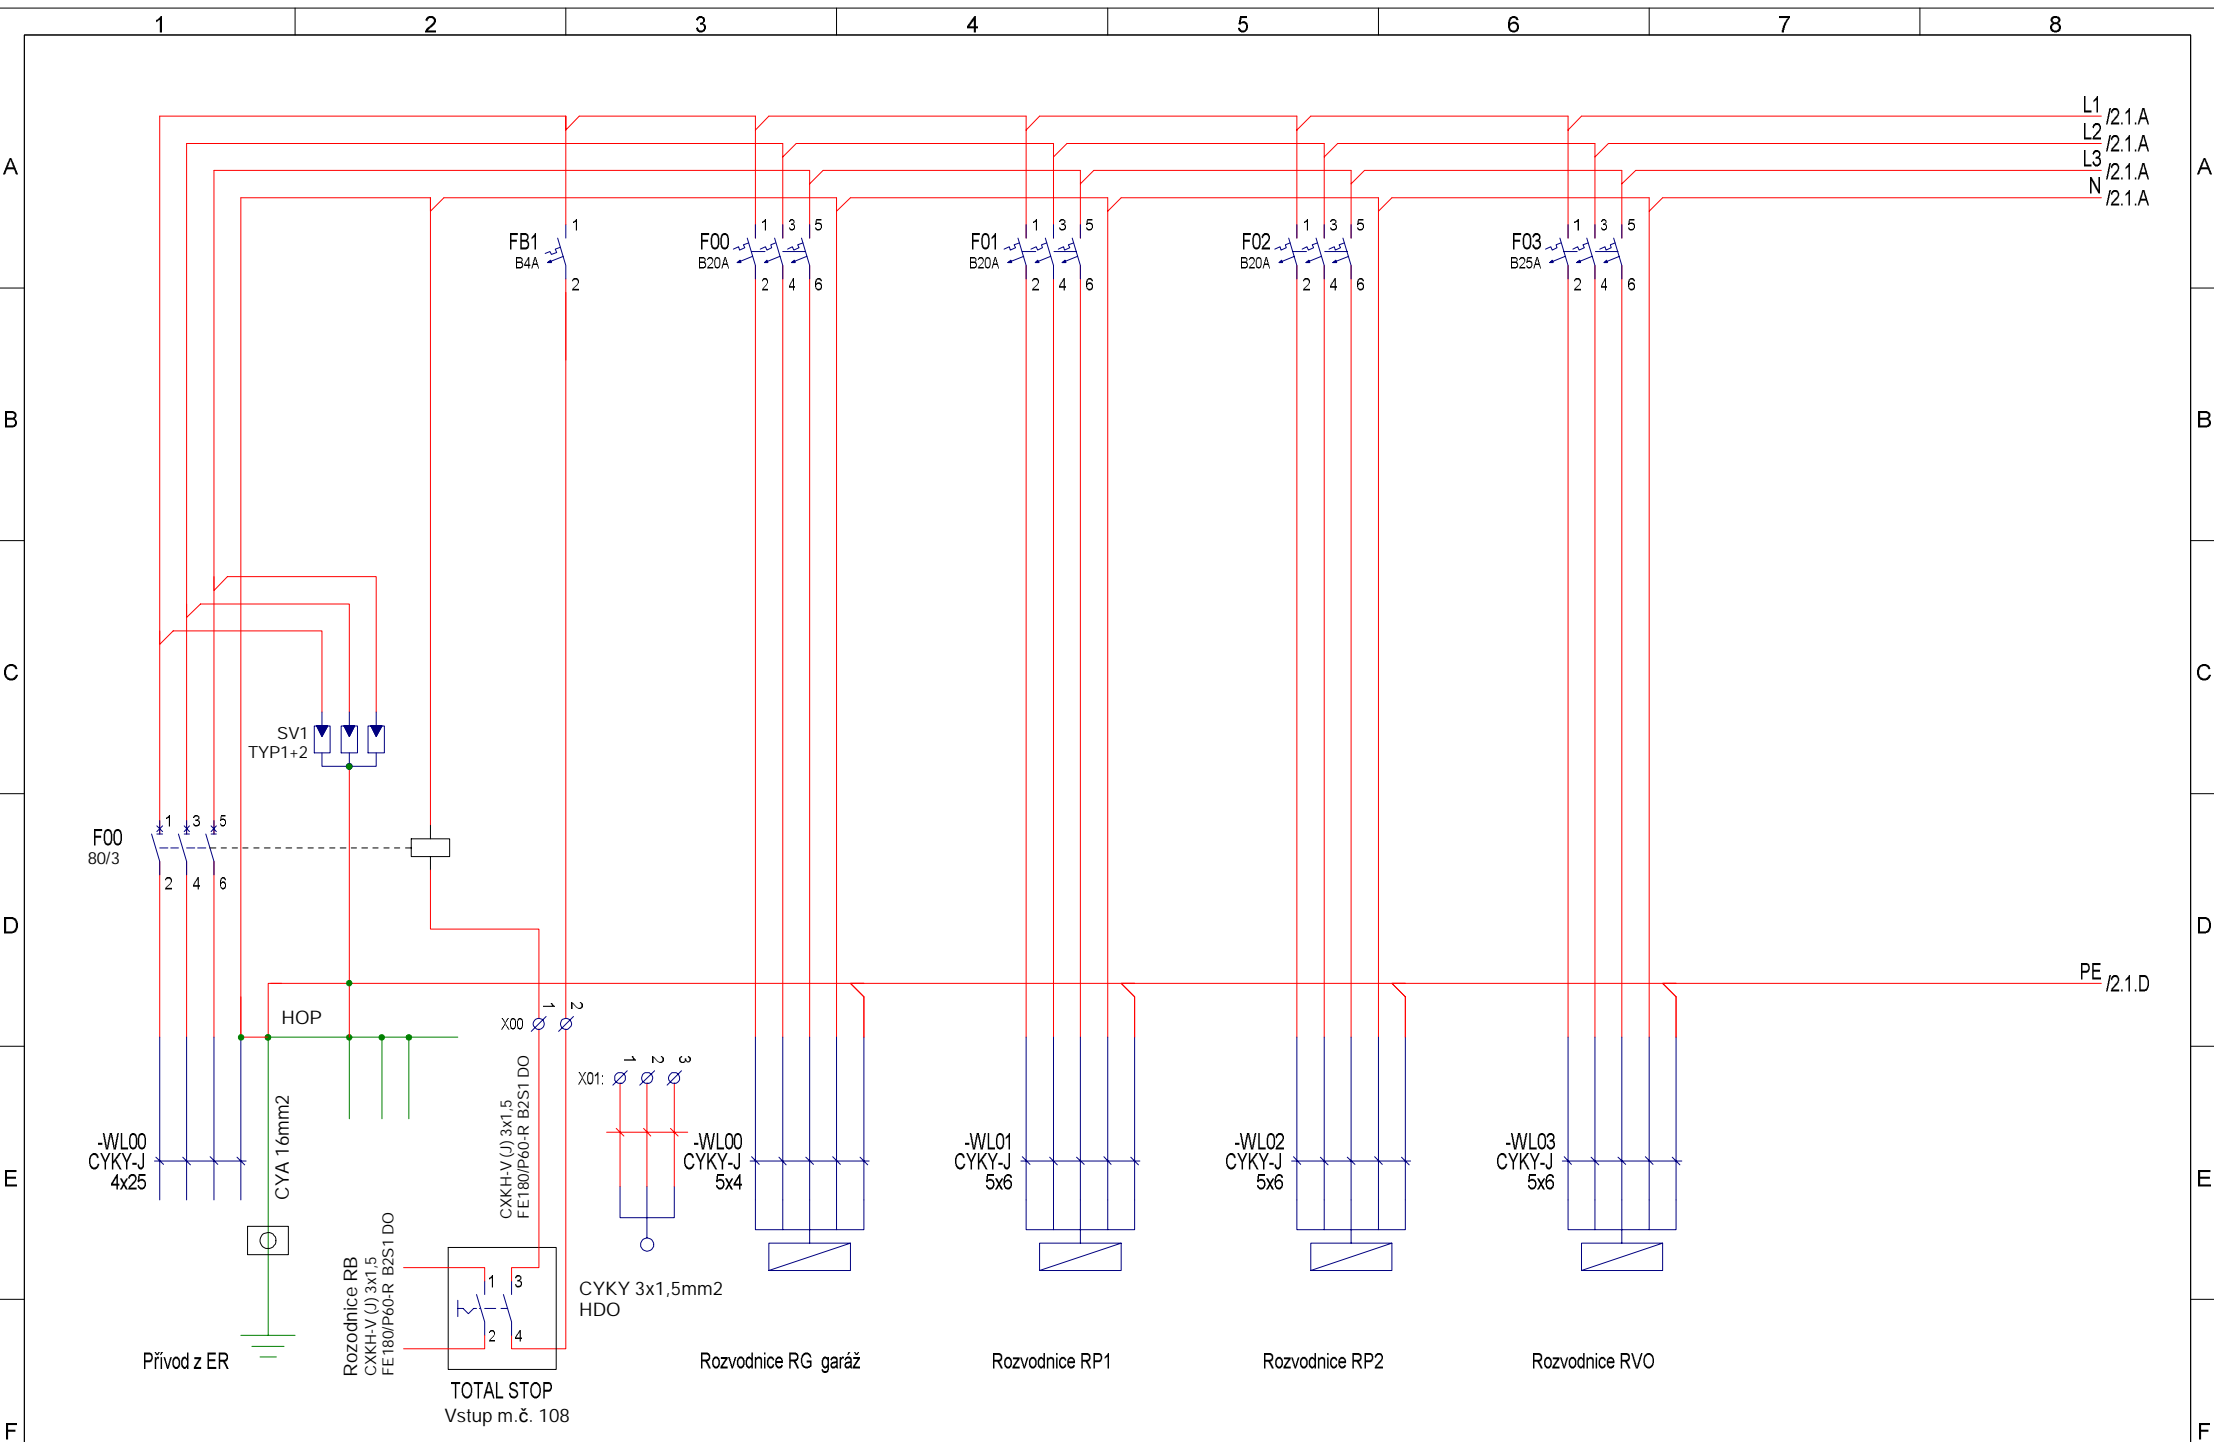 1 2 3 4 5 6 7 8
L1 /2.1.A
L2 /2.1.A
L3 /2.1.A
N /2.1.A
A A
FB1
B4A
1
2
F00
B20A
1 3 5
2 4 6
F01
B20A
1 3 5
2 4 6
F02
B20A
1 3 5
2 4 6
F03
B25A
1 3 5
2 4 6
B B
C C
SV1
TYP1+2
F00
80/3
1 3 5
2 4 6
D D
PE /2.1.D
HOP
X00 1 2
X01: 1 2 3
CYA 16mm2
CXKH-V (J) 3x1,5
FE180/P60-R B2S1 DO
-WL00
CYKY-J
4x25
-WL00
CYKY-J
5x4
-WL01
CYKY-J
5x6
-WL02
CYKY-J
5x6
-WL03
CYKY-J
5x6
E E
Rozodnice RB
CXKH-V (J) 3x1,5
FE180/P60-R B2S1 DO
1 3
2 4
CYKY 3x1,5mm2
HDO
Přívod z ER
TOTAL STOP
Vstup m.č. 108
Rozvodnice RG garáž
Rozvodnice RP1
Rozvodnice RP2
Rozvodnice RVO
F F